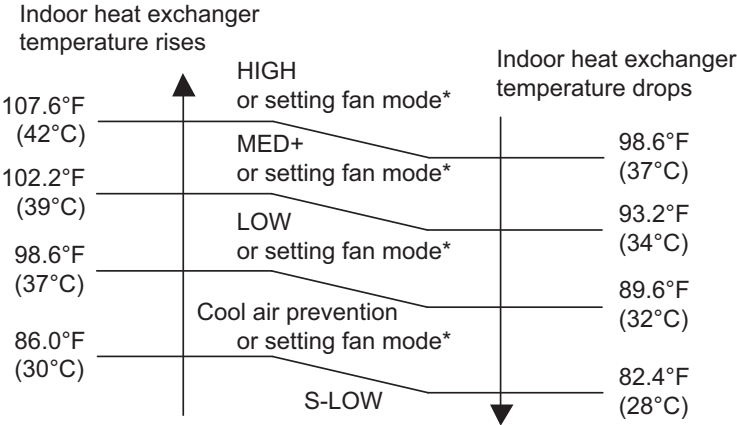 Indoor heat exchanger
temperature rises
107.6°F
(42°C)
102.2°F
(39°C)
98.6°F
(37°C)
86.0°F
(30°C)
HIGH
or setting fan mode*
MED+
or setting fan mode*
LOW
or setting fan mode*
Cool air prevention
or setting fan mode*
S-LOW
Indoor heat exchanger
temperature drops
98.6°F
(37°C)
93.2°F
(34°C)
89.6°F
(32°C)
82.4°F
(28°C)